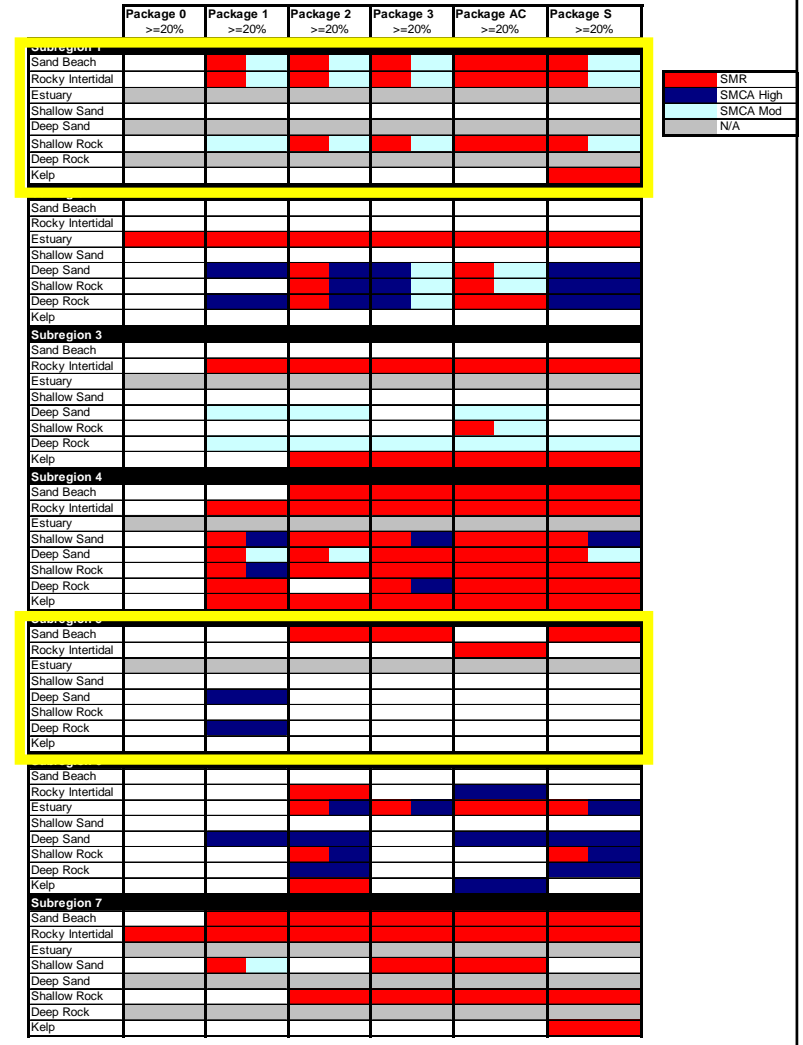 Package 0 Package 1 Package 2 Package 3 Package AC Package S
>=20% >=20% >=20% >=20% >=20% >=20%
Subregion 1
Sand Beach
Rocky Intertidal
Estuary
Shallow Sand
Deep Sand
Shallow Rock
Deep Rock
Kelp
SMR
SMCA High
SMCA Mod
N/A
Sand Beach
Rocky Intertidal
Estuary
Shallow Sand
Deep Sand
Shallow Rock
Deep Rock
Kelp
Subregion 3
Sand Beach
Rocky Intertidal
Estuary
Shallow Sand
Deep Sand
Shallow Rock
Deep Rock
Kelp
Subregion 4
Sand Beach
Rocky Intertidal
Estuary
Shallow Sand
Deep Sand
Shallow Rock
Deep Rock
Kelp
Subregion 5
Sand Beach
Rocky Intertidal
Estuary
Shallow Sand
Deep Sand
Shallow Rock
Deep Rock
Kelp
Sand Beach
Rocky Intertidal
Estuary
Shallow Sand
Deep Sand
Shallow Rock
Deep Rock
Kelp
Subregion 7
Sand Beach
Rocky Intertidal
Estuary
Shallow Sand
Deep Sand
Shallow Rock
Deep Rock
Kelp